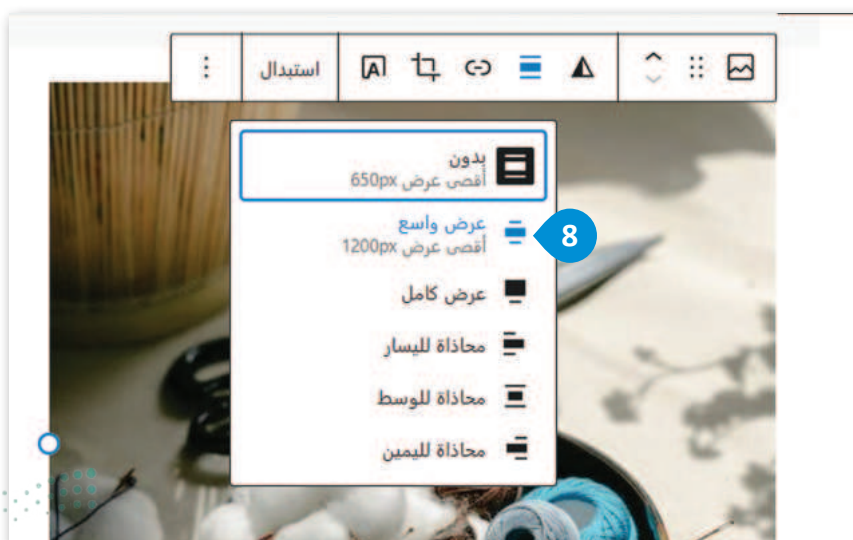 استبدال
A
بدون
أقصى عرض 650px
عرض واسع
أقصى عرض 1200px
8
عرض كامل
محاذاة لليسار
محاذاة للوسط
محاذاة لليمين